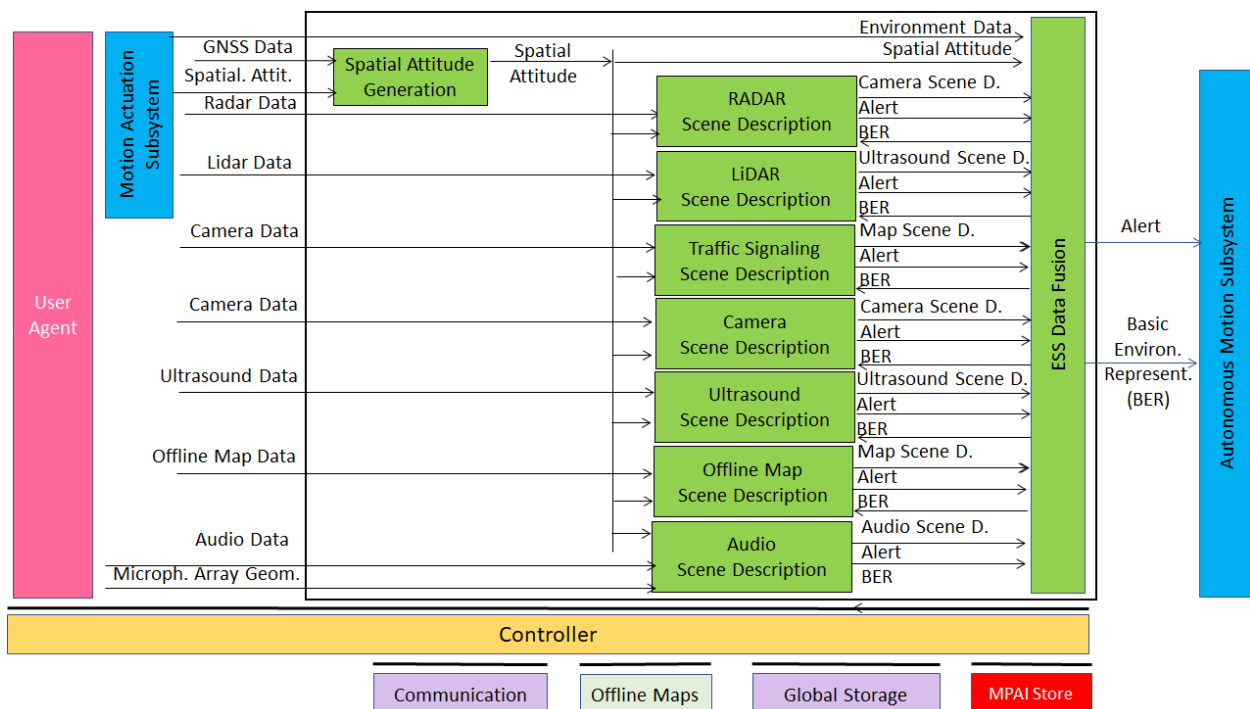 Environment Data
GNSS Data
Spatial Attitude
Generation
Spatial
Attitude
Spatial Attitude
Spatial. Attit.
Radar Data
Motion Actuation
Subsystem
RADAR
Scene Description
Camera Scene D.
Alert
BER
Lidar Data
LiDAR
Scene Description
Ultrasound Scene D.
Alert
BER
Camera Data
Traffic Signaling
Scene Description
Map Scene D.
Alert
BER
Alert
User
Agent
Camera Data
Camera
Scene Description
Camera Scene D.
Alert
BER
ESS Data Fusion
Basic
Environ.
Represent.
(BER)
Autonomous Motion Subsystem
Ultrasound Data
Ultrasound
Scene Description
Ultrasound Scene D.
Alert
BER
Offline Map Data
Offline Map
Scene Description
Map Scene D.
Alert
BER
Audio Data
Microph. Array Geom.
Audio
Scene Description
Audio Scene D.
Alert
BER
Controller
Communication
Offline Maps
Global Storage
MPAI Store